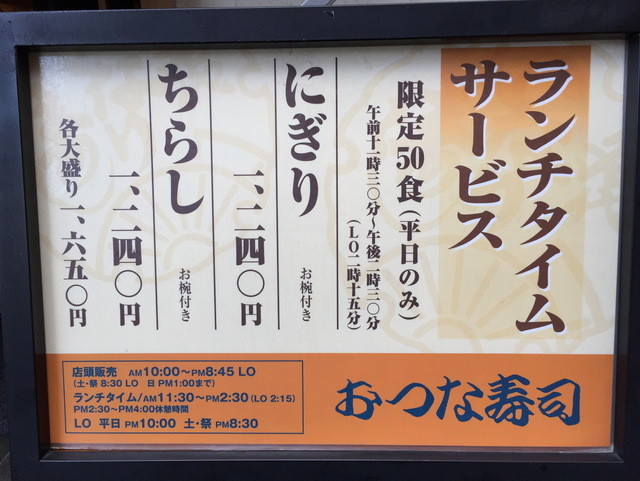 ランチタイム
サービス
限定50食(平日のみ)
午前十一時三〇分〜午後二時三〇分
(LO二時十五分)
にぎり
お椀付き
一、二四〇円
ちらし
お椀付き
一、二四〇円
各大盛り 一、六五〇円
店頭販売 AM10:00〜PM8:45 LO
(土・祭 8:30 LO 日 PM1:00まで)
ランチタイム/AM11:30〜PM2:30(LO 2:15)
PM2:30〜PM4:00休憩時間
LO 平日 PM10:00 土・祭 PM8:30
おつな寿司